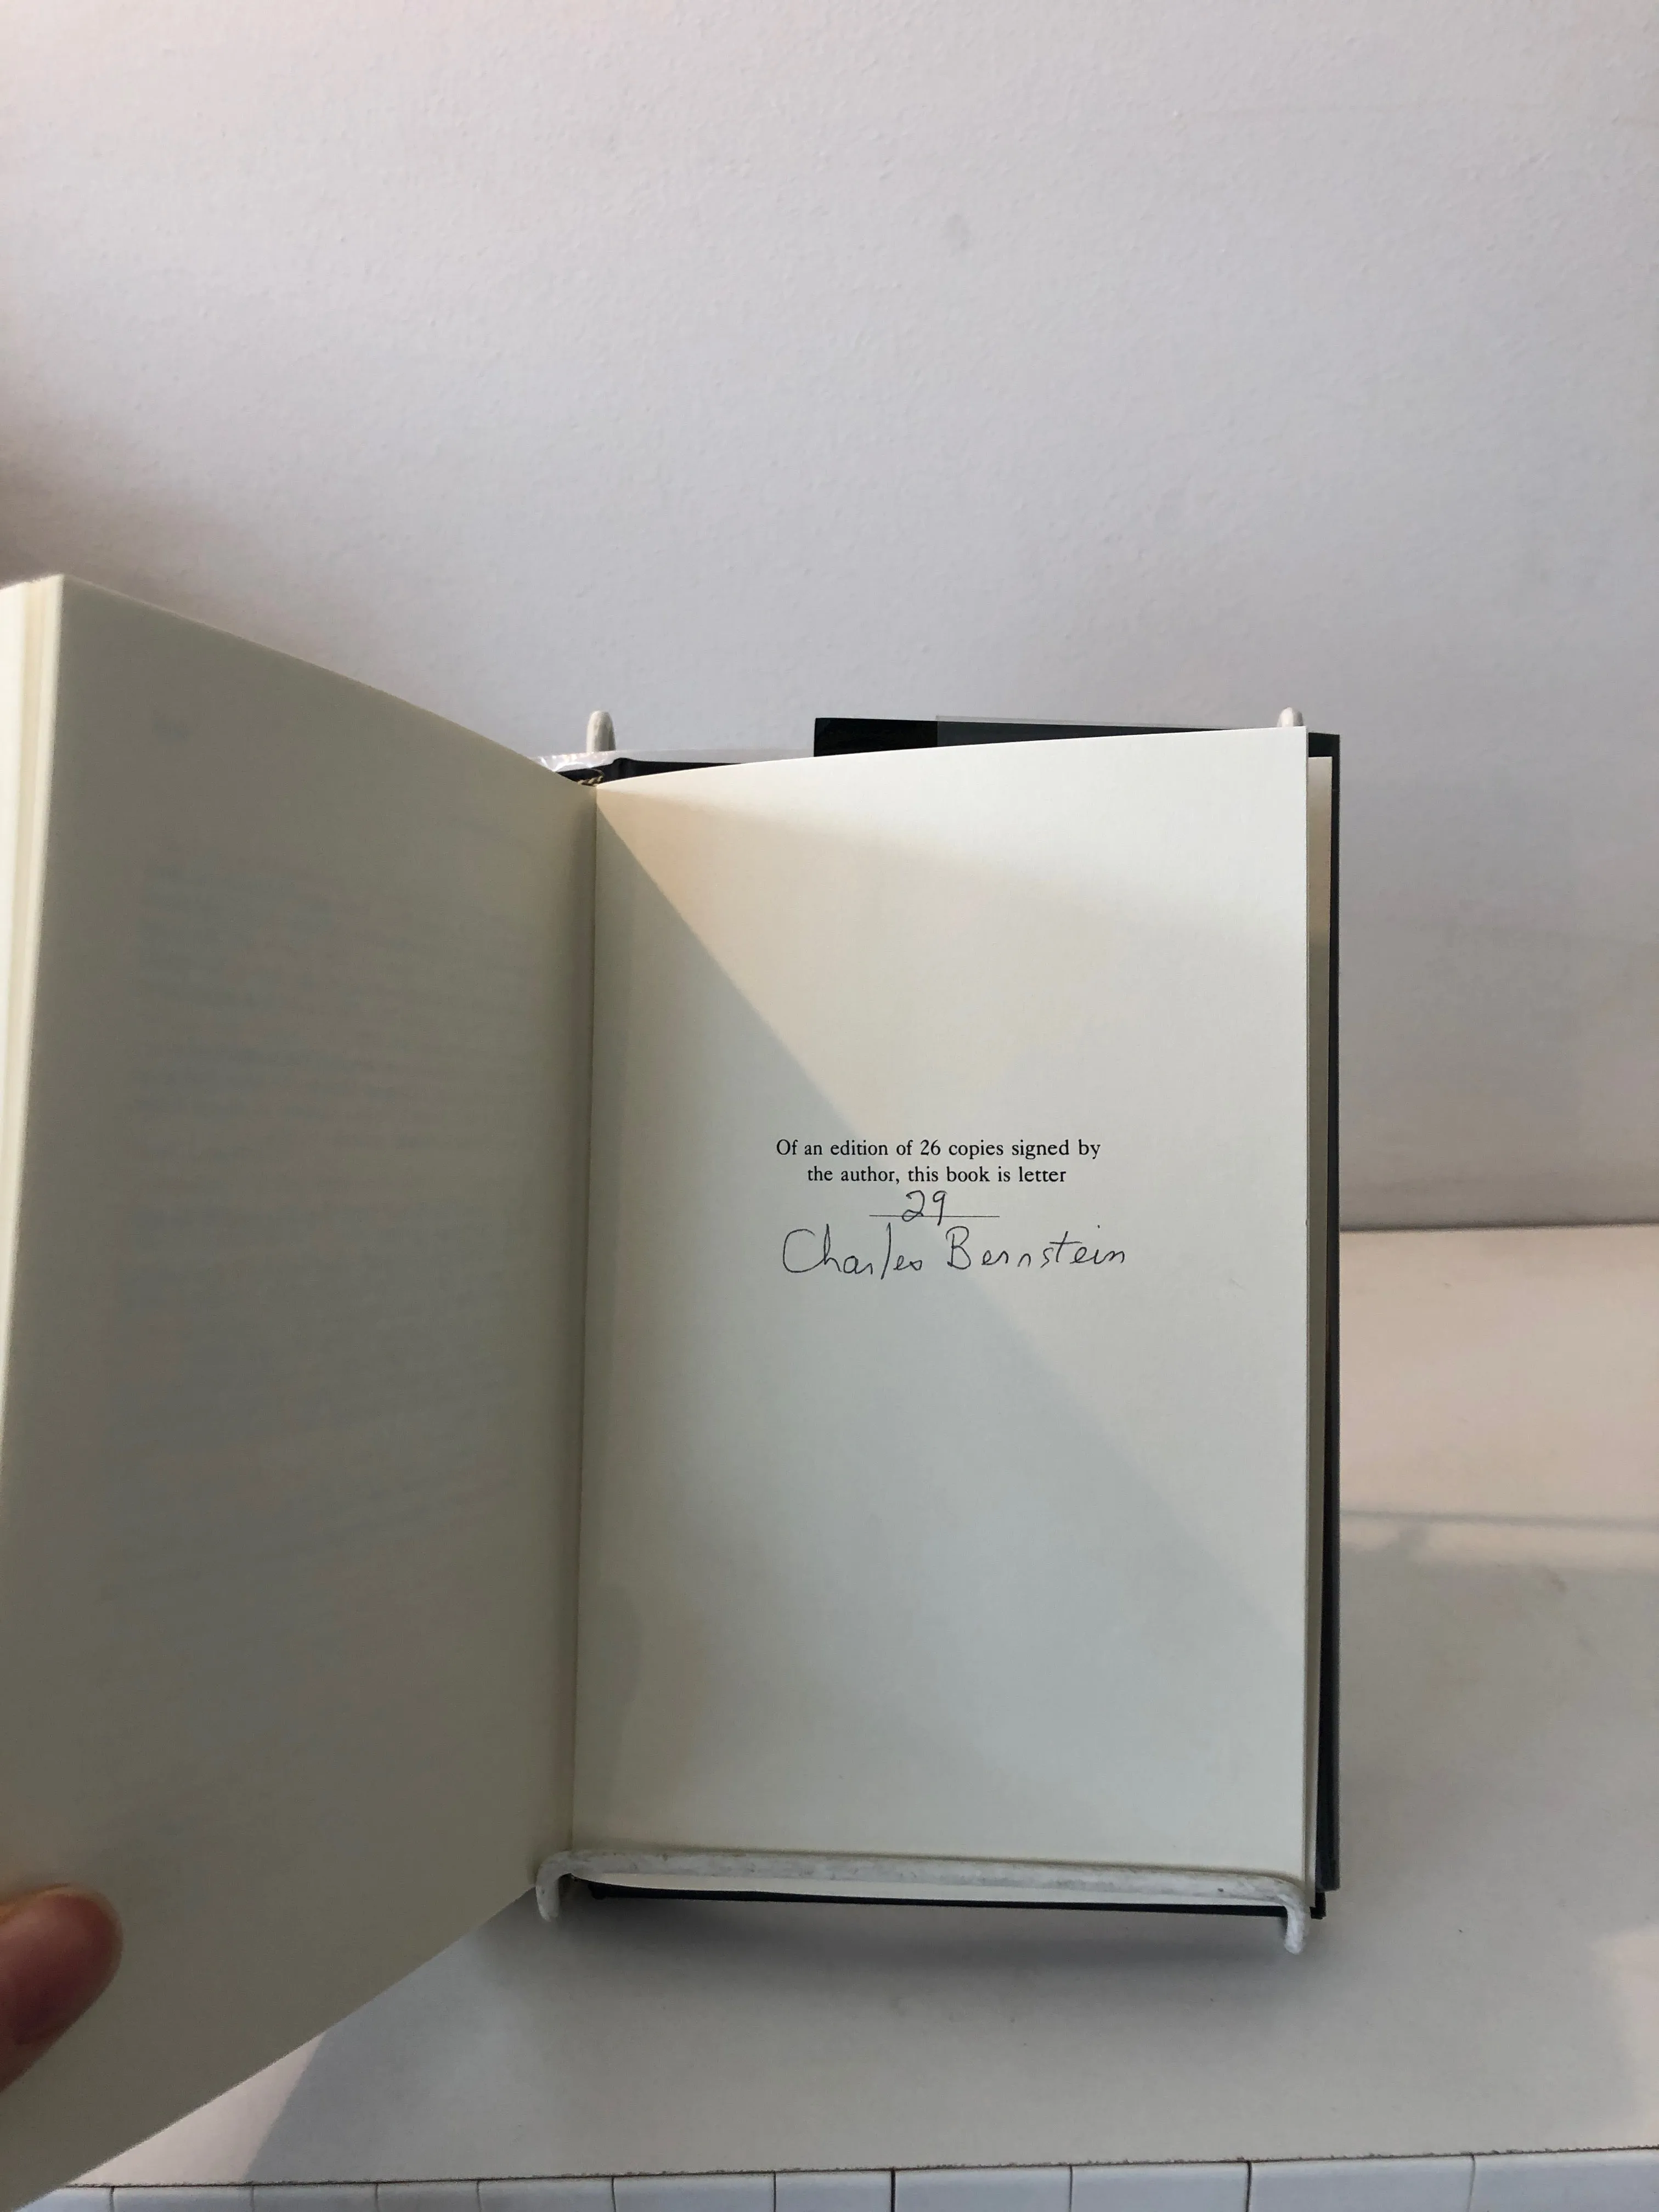 Of an edition of 26 copies signed by
the author, this book is letter
29
Charles Bernstein